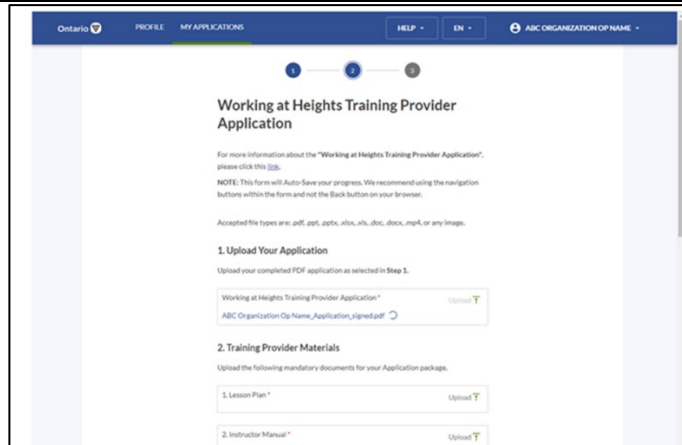 Ontario PROFILE MY APPLICATIONS HELP EN ABC ORGANIZATION OP NAME
1 2 3
Working at Heights Training Provider
Application
For more information about the "Working at Heights Training Provider Application",
please click this link.
NOTE: This form will Auto-Save your progress. We recommend using the navigation
buttons within the form and not the Back button on your browser.
Accepted file types are: .pdf, .ppt, .pptx, .xlsx, .xls, .doc, .docx, .mp4, or any image.
1. Upload Your Application
Upload your completed PDF application as selected in Step 1.
Working at Heights Training Provider Application * Upload
ABC Organization Op Name_Application_signed.pdf
2. Training Provider Materials
Upload the following mandatory documents for your Application package.
1. Lesson Plan * Upload
2. Instructor Manual * Upload